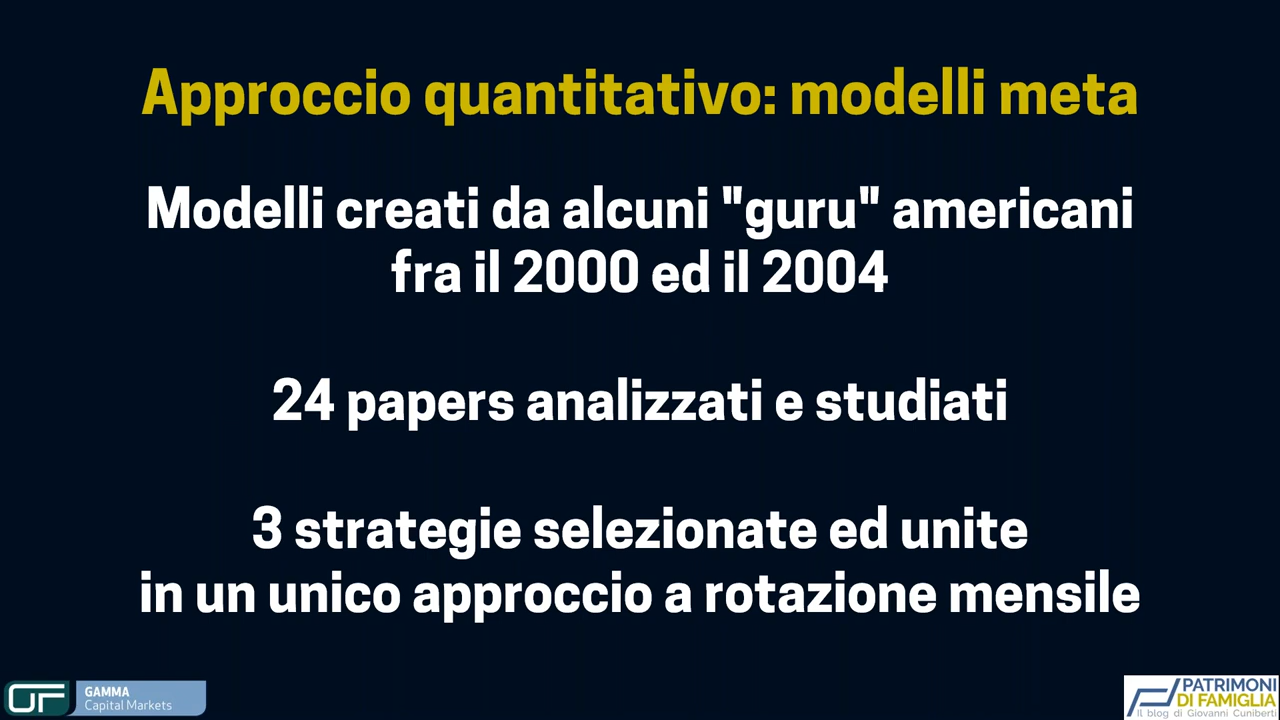 Approccio quantitativo: modelli meta
Modelli creati da alcuni "guru" americani
fra il 2000 ed il 2004
24 papers analizzati e studiati
3 strategie selezionate ed unite
in un unico approccio a rotazione mensile
GAMMA
Capital Markets
PATRIMONI
DI FAMIGLIA
Il blog di Giovanni Cuniberti